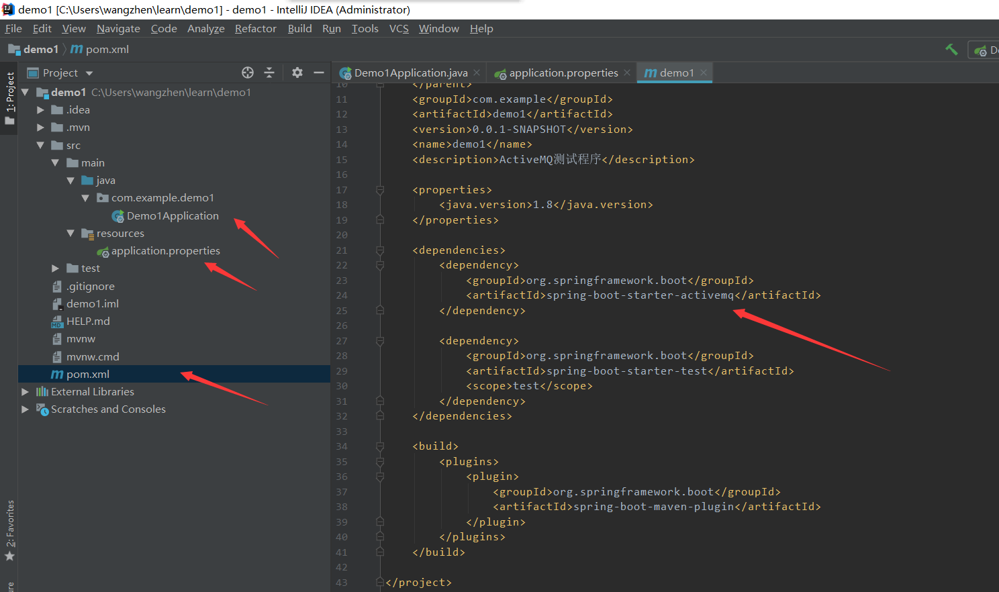 demo1 [C:\Users\wangzhen\learn\demo1] - demo1 - IntelliJ IDEA (Administrator)
File Edit View Navigate Code Analyze Refactor Build Run Tools VCS Window Help
demo1 pom.xml
Project
Demo1Application.java application.properties demo1
1: Project
demo1 C:\Users\wangzhen\learn\demo1
.idea
.mvn
src
main
java
com.example.demo1
Demo1Application
resources
application.properties
test
.gitignore
demo1.iml
HELP.md
mvnw
mvnw.cmd
pom.xml
External Libraries
Scratches and Consoles
2: Favorites
10 </parent>
11 <groupId>com.example</groupId>
12 <artifactId>demo1</artifactId>
13 <version>0.0.1-SNAPSHOT</version>
14 <name>demo1</name>
15 <description>ActiveMQ测试程序</description>
16
17 <properties>
18 <java.version>1.8</java.version>
19 </properties>
20
21 <dependencies>
22 <dependency>
23 <groupId>org.springframework.boot</groupId>
24 <artifactId>spring-boot-starter-activemq</artifactId>
25 </dependency>
26
27 <dependency>
28 <groupId>org.springframework.boot</groupId>
29 <artifactId>spring-boot-starter-test</artifactId>
30 <scope>test</scope>
31 </dependency>
32 </dependencies>
33
34 <build>
35 <plugins>
36 <plugin>
37 <groupId>org.springframework.boot</groupId>
38 <artifactId>spring-boot-maven-plugin</artifactId>
39 </plugin>
40 </plugins>
41 </build>
42
43 </project>